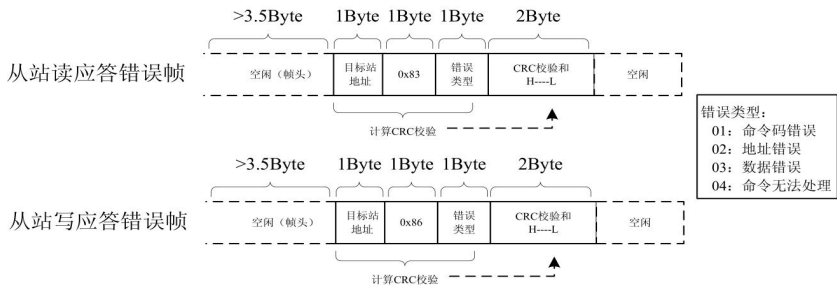 >3.5Byte 1Byte 1Byte 1Byte 2Byte
从站读应答错误帧
空闲(帧头)
目标站
地址
0x83
错误
类型
CRC校验和
H----L
空闲
计算CRC校验
错误类型:
01:命令码错误
02:地址错误
03:数据错误
04:命令无法处理
>3.5Byte 1Byte 1Byte 1Byte 2Byte
从站写应答错误帧
空闲(帧头)
目标站
地址
0x86
错误
类型
CRC校验和
H----L
空闲
计算CRC校验